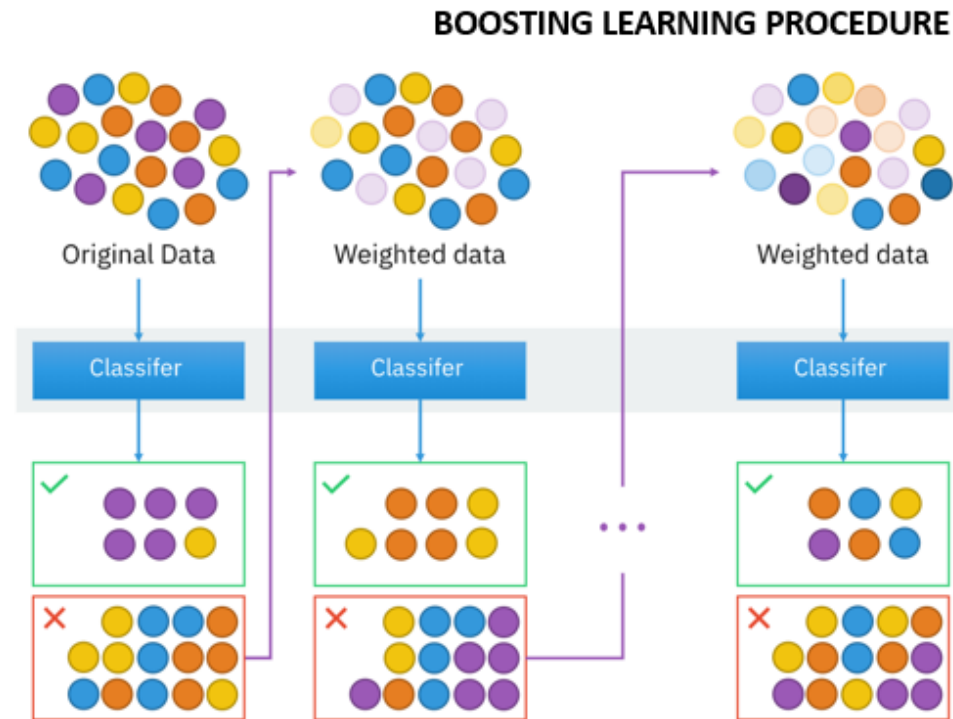 BOOSTING LEARNING PROCEDURE
Original Data
Weighted data
Weighted data
Classifer
Classifer
Classifer